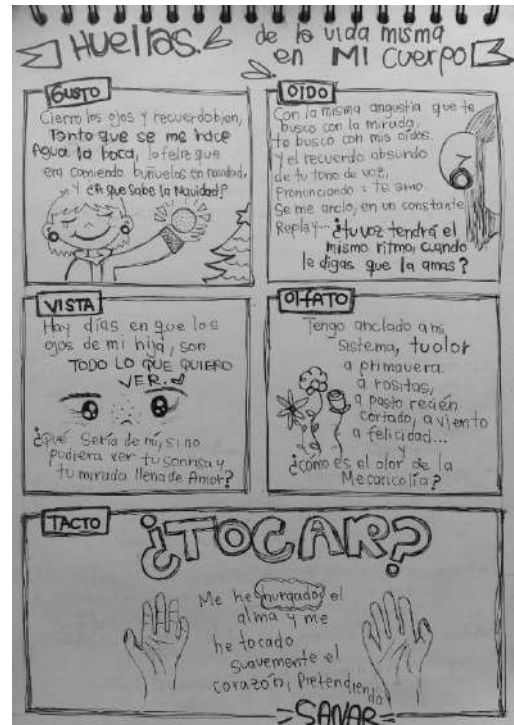 Huellas de la vida misma
en MI cuerpo
GUSTO
Cierro los ojos y recuerdo bien,
Tanto que se me hace
Agua la boca, lo feliz que
era comiendo buñuelos en navidad,
Y ¿A que sabe la Navidad?
OIDO
Con la misma angustia que te
busco con la mirada,
te busco con mis oídos.
Y el recuerdo absurdo
de tu tono de voz,
Pronunciando: te amo.
Se me ancló, en un constante
Replay... ¿tu voz tendrá el
mismo ritmo, cuando
le digas que la amas?
VISTA
Hay días en que los
ojos de mi hija, son
TODO LO QUE QUIERO
VER.
¿Qué sería de mí, si no
pudiera ver tu sonrisa y
tu mirada llena de Amor?
OLFATO
Tengo anclado a mi
sistema, tu olor
a primavera
a rositas,
a pasto recién
cortado, a viento
a felicidad...
y
¿cómo es el olor de la
Melancolía?
TACTO
¿TOCAR?
Me he hurgado el
alma y me
he tocado
suavemente el
corazón, Pretendiendo
SANAR